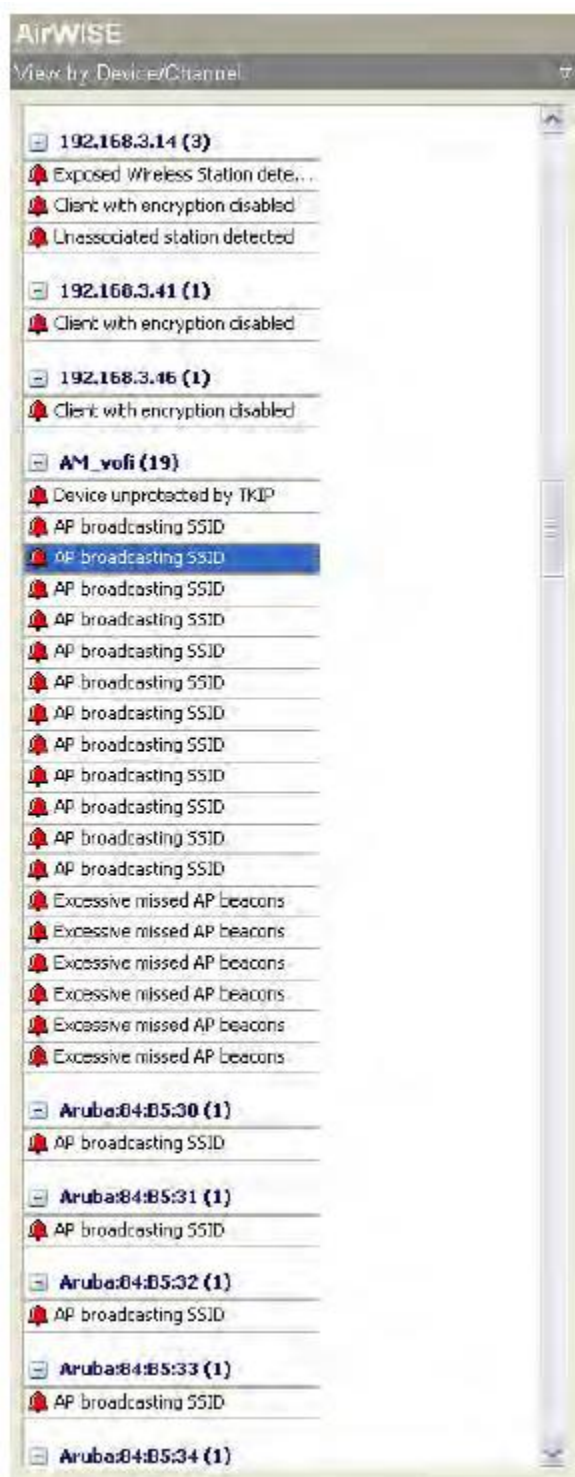 AirWISE
View by Device/Channel
192.168.3.14 (3)
Exposed Wireless Station dete...
Client with encryption disabled
Unassociated station detected
192.168.3.41 (1)
Client with encryption disabled
192.168.3.46 (1)
Client with encryption disabled
AM_vofi (19)
Device unprotected by TKIP
AP broadcasting SSID
AP broadcasting SSID
AP broadcasting SSID
AP broadcasting SSID
AP broadcasting SSID
AP broadcasting SSID
AP broadcasting SSID
AP broadcasting SSID
AP broadcasting SSID
AP broadcasting SSID
AP broadcasting SSID
AP broadcasting SSID
Excessive missed AP beacons
Excessive missed AP beacons
Excessive missed AP beacons
Excessive missed AP beacons
Excessive missed AP beacons
Excessive missed AP beacons
Aruba:84:B5:30 (1)
AP broadcasting SSID
Aruba:84:B5:31 (1)
AP broadcasting SSID
Aruba:84:B5:32 (1)
AP broadcasting SSID
Aruba:84:B5:33 (1)
AP broadcasting SSID
Aruba:84:B5:34 (1)